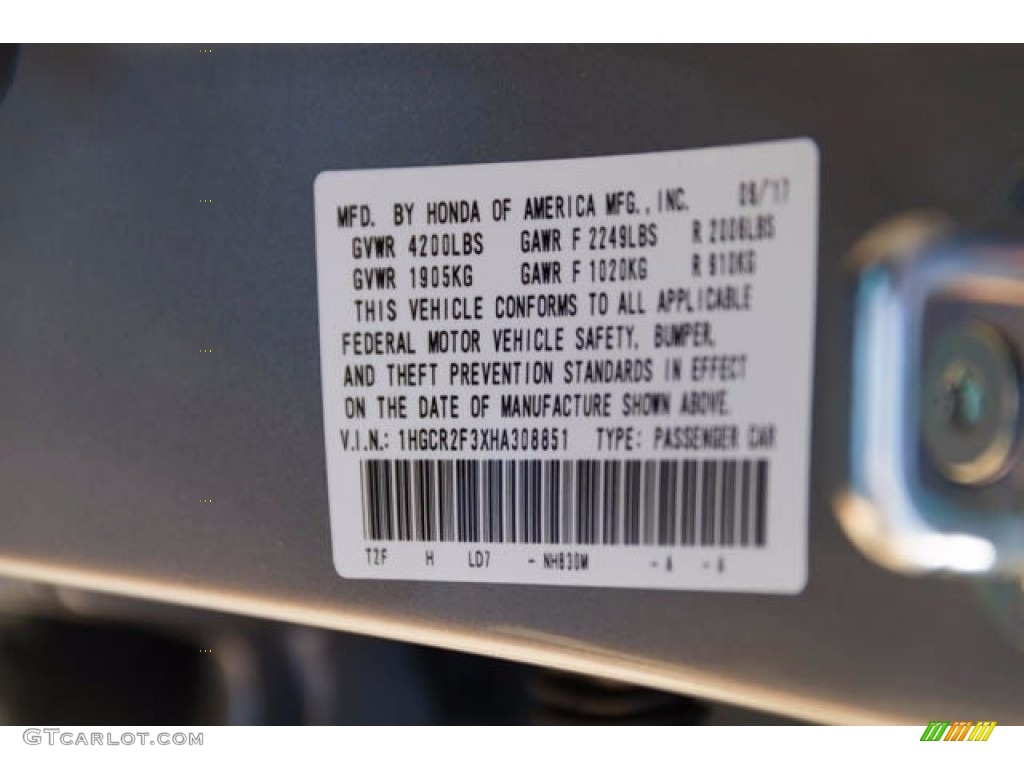 MFD. BY HONDA OF AMERICA MFG., INC.
GVWR 4200LBS GAWR F 2249LBS R 2006LBS
GVWR 1905KG GAWR F 1020KG R 910KG
THIS VEHICLE CONFORMS TO ALL APPLICABLE
FEDERAL MOTOR VEHICLE SAFETY, BUMPER,
AND THEFT PREVENTION STANDARDS IN EFFECT
ON THE DATE OF MANUFACTURE SHOWN ABOVE.
V.I.N.: 1HGCR2F3XHA308851 TYPE: PASSENGER CAR
T2F H LD7 - NH830M - A - A
GTCARLOT.COM